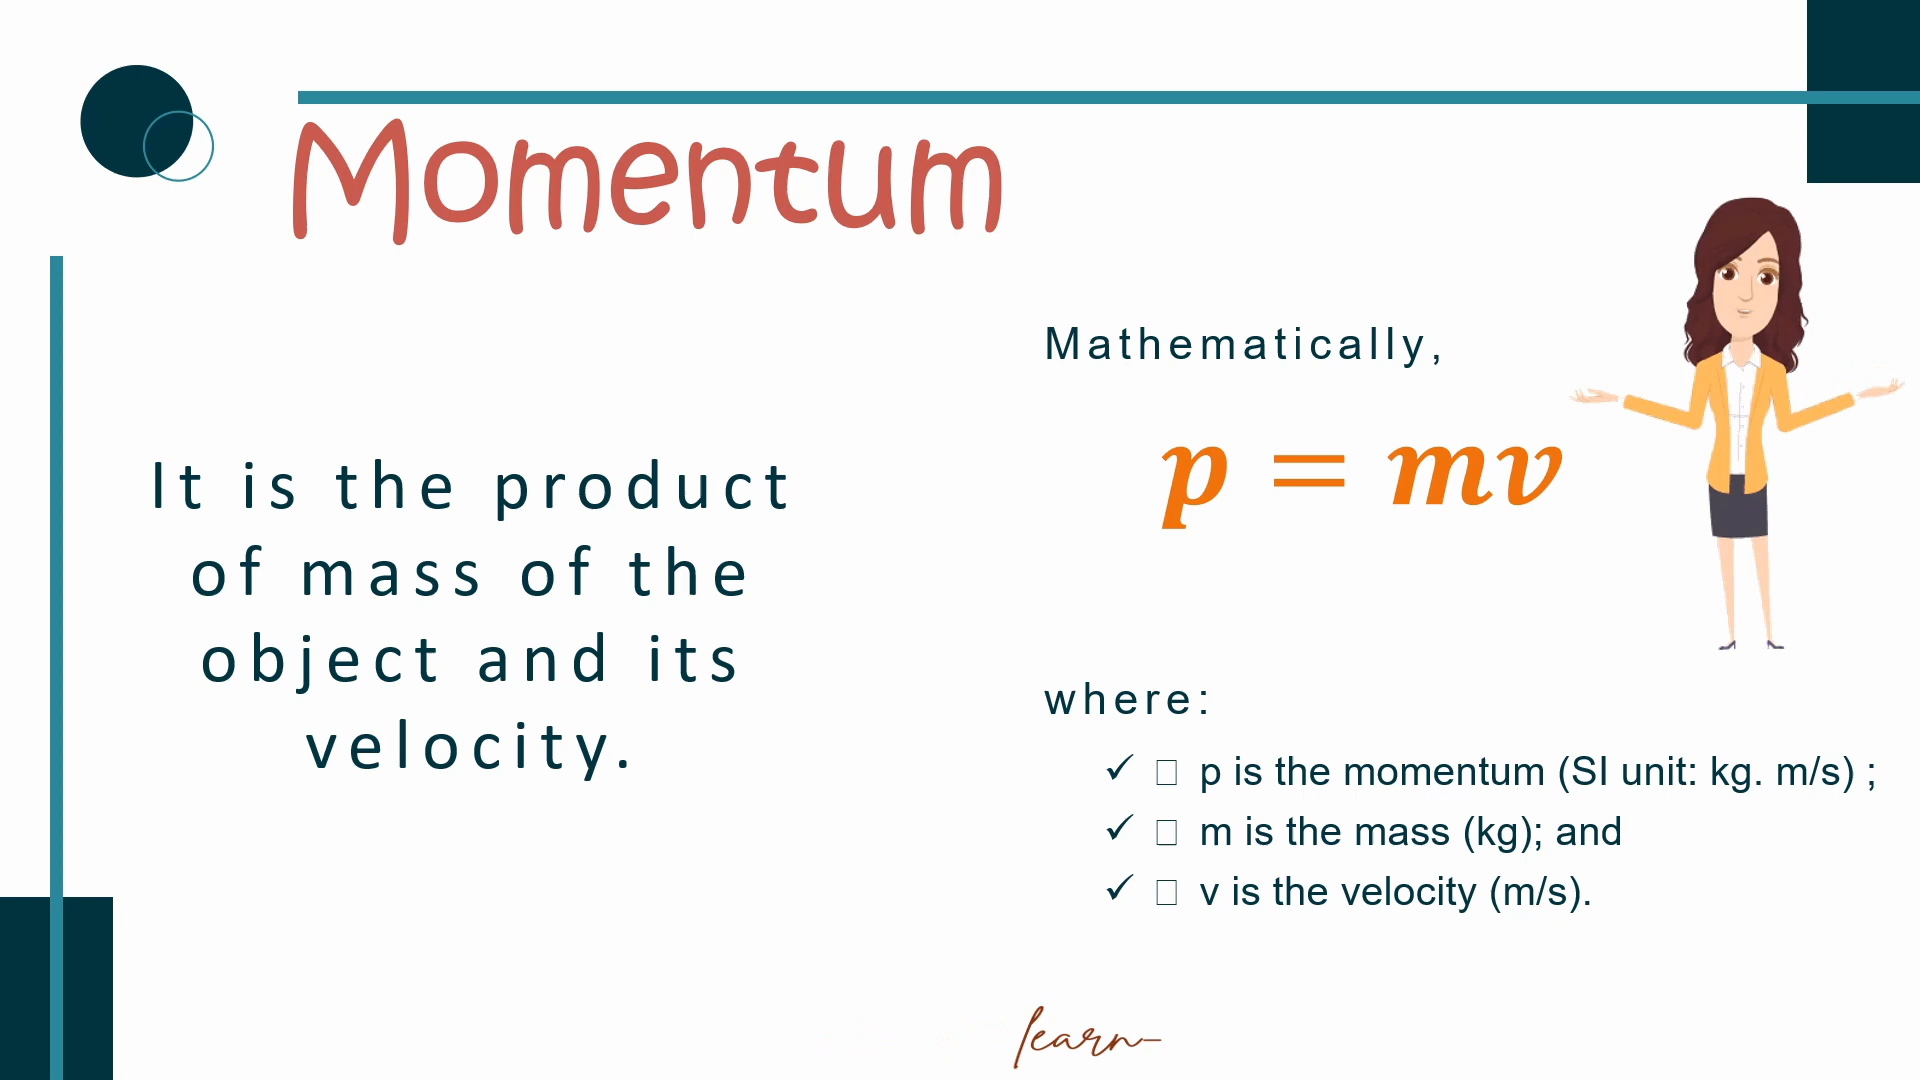 Momentum
It is the product
of mass of the
object and its
velocity.
Mathematically,
p = mv
where:
✓ □ p is the momentum (SI unit: kg. m/s) ;
✓ □ m is the mass (kg); and
✓ □ v is the velocity (m/s).
learn-